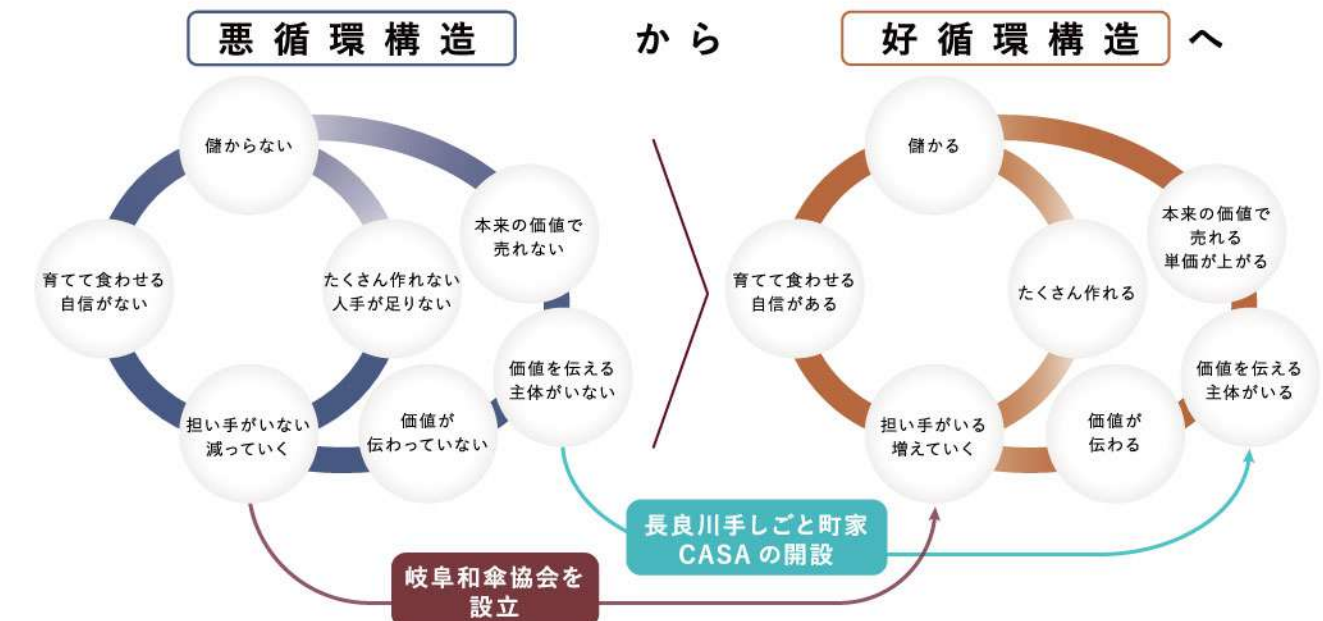 悪循環構造 から 好循環構造 へ
儲からない
本来の価値で
売れない
育てて食わせる
自信がない
たくさん作れない
人手が足りない
価値を伝える
主体がいない
担い手がいない
減っていく
価値が
伝わっていない
儲かる
本来の価値で
売れる
単価が上がる
育てて食わせる
自信がある
たくさん作れる
価値を伝える
主体がいる
担い手がいる
増えていく
価値が
伝わる
長良川手しごと町家
CASAの開設
岐阜和傘協会を
設立